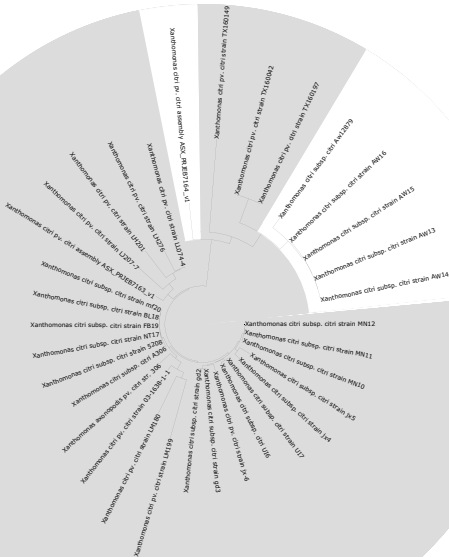 Xanthomonas citri pv. citri assembly ASX_PRJEB7164_v1
Xanthomonas citri pv. citri strain TX160149
Xanthomonas citri pv. citri strain TX160042
Xanthomonas citri pv. citri strain TX160197
Xanthomonas citri subsp. citri Aw12879
Xanthomonas citri subsp. citri strain AW16
Xanthomonas citri subsp. citri strain AW15
Xanthomonas citri subsp. citri strain AW13
Xanthomonas citri subsp. citri strain AW14
Xanthomonas citri subsp. citri strain MN12
Xanthomonas citri subsp. citri strain MN11
Xanthomonas citri subsp. citri strain MN10
Xanthomonas citri subsp. citri strain jx5
Xanthomonas citri subsp. citri strain jx4
Xanthomonas citri subsp. citri strain UI7
Xanthomonas citri subsp. citri UI6
Xanthomonas citri pv. citri strain jx-6
Xanthomonas citri subsp. citri strain gd3
Xanthomonas citri subsp. citri strain gd2
Xanthomonas citri pv. citri strain LM199
Xanthomonas citri pv. citri strain LM180
Xanthomonas citri pv. citri strain 03-1638-1-1
Xanthomonas axonopodis pv. citri str. 306
Xanthomonas citri subsp. citri A306
Xanthomonas citri subsp. citri strain 5208
Xanthomonas citri subsp. citri strain NT17
Xanthomonas citri subsp. citri strain FB19
Xanthomonas citri subsp. citri strain BL18
Xanthomonas citri subsp. citri strain mf20
Xanthomonas citri pv. citri assembly ASX_PRJEB7163_v1
Xanthomonas citri pv. citri strain LJ207-7
Xanthomonas citri pv. citri strain LH201
Xanthomonas citri pv. citri strain LH276
Xanthomonas citri pv. citri strain LL074-4